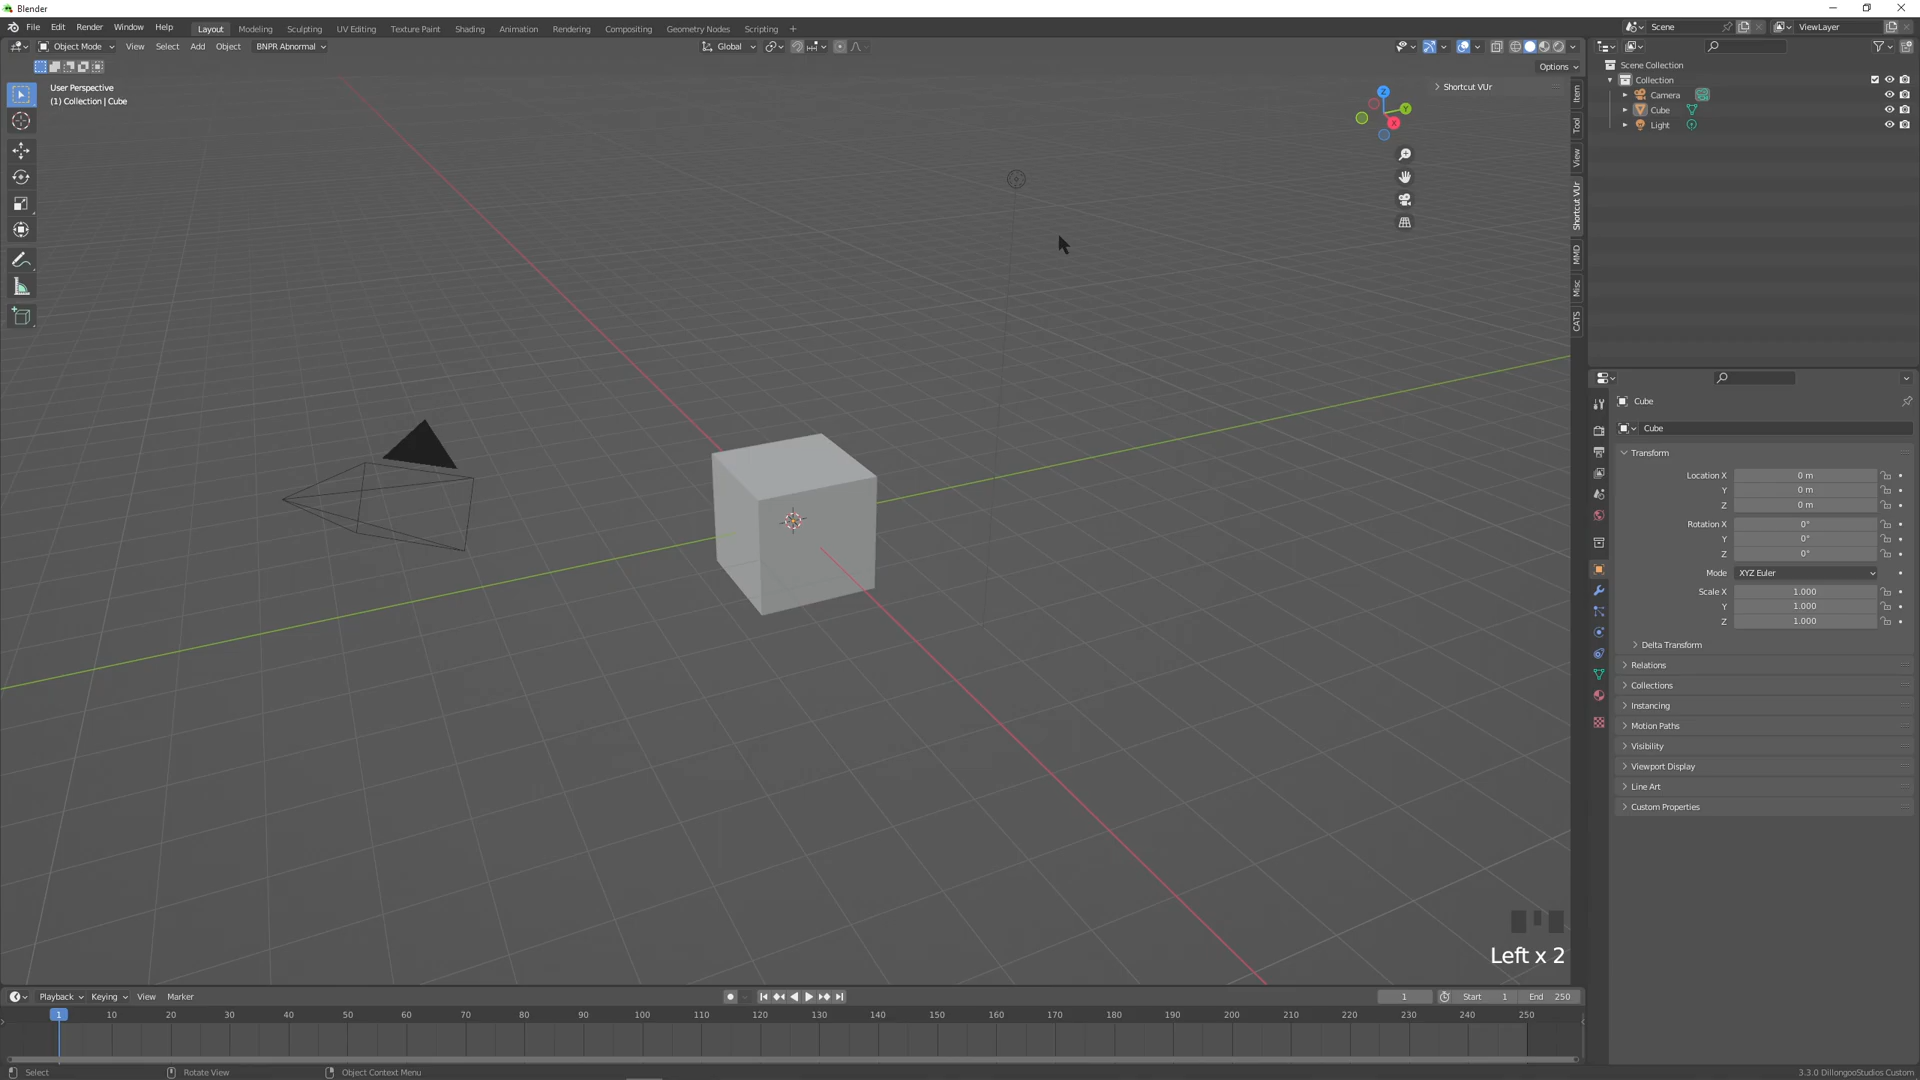 Blender
File Edit Render Window Help Layout Modeling Sculpting UV Editing Texture Paint Shading Animation Rendering Compositing Geometry Nodes Scripting + Scene ViewLayer
Object Mode View Select Add Object BNPR Abnormal Global
Options
User Perspective
(1) Collection | Cube
Z
Y
X
Shortcut VUr
Item
Tool
View
Shortcut VUr
MMD
Misc
CATS
Scene Collection
Collection
Camera
Cube
Light
Cube
Cube
Transform
Location X 0 m
Y 0 m
Z 0 m
Rotation X 0°
Y 0°
Z 0°
Mode XYZ Euler
Scale X 1.000
Y 1.000
Z 1.000
Delta Transform
Relations
Collections
Instancing
Motion Paths
Visibility
Viewport Display
Line Art
Custom Properties
Left x 2
Playback Keying View Marker 1 Start 1 End 250
1 10 20 30 40 50 60 70 80 90 100 110 120 130 140 150 160 170 180 190 200 210 220 230 240 250
Select Rotate View Object Context Menu 3.3.0 DillongooStudios Custom